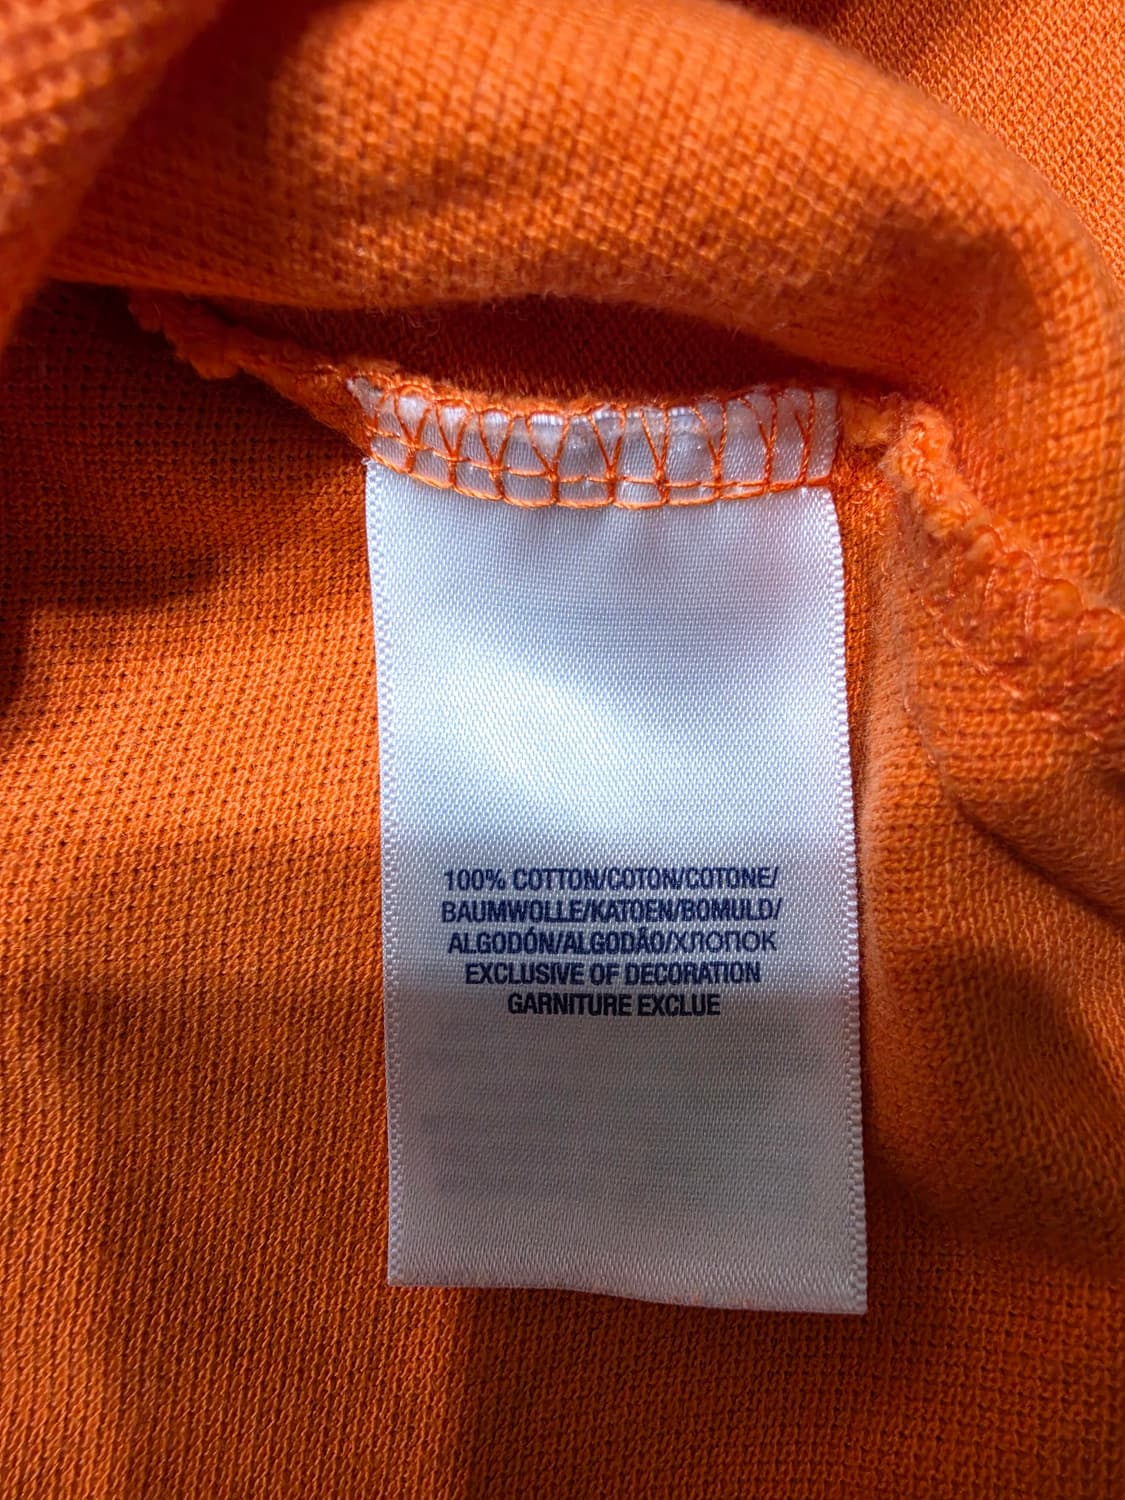 100% COTTON/COTON/COTONE/
BAUMWOLLE/KATOEN/BOMULD/
ALGODÓN/ALGODÃO/ХЛОПОК
EXCLUSIVE OF DECORATION
GARNITURE EXCLUE